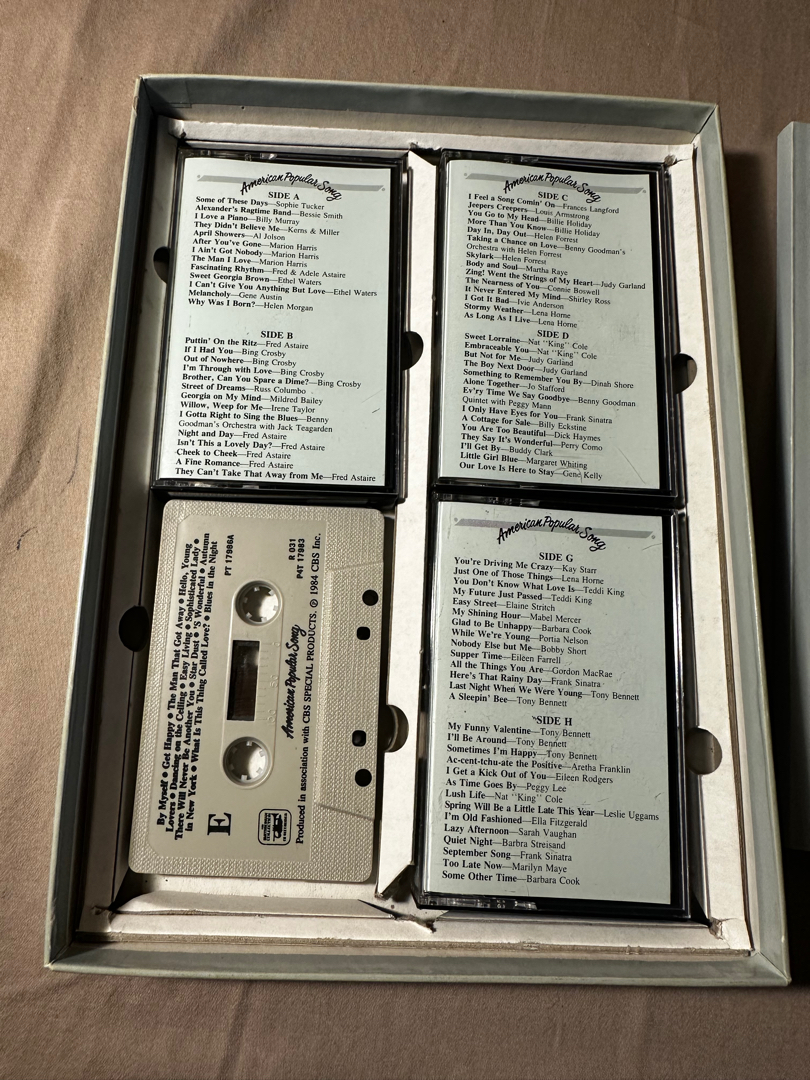 American Popular Song
SIDE A
Some of These Days—Sophie Tucker
Alexander's Ragtime Band—Bessie Smith
I Love a Piano—Billy Murray
They Didn't Believe Me—Kerns & Miller
April Showers—Al Jolson
After You've Gone—Marion Harris
I Ain't Got Nobody—Marion Harris
The Man I Love—Marion Harris
Fascinating Rhythm—Fred & Adele Astaire
Sweet Georgia Brown—Ethel Waters
I Can't Give You Anything But Love—Ethel Waters
Melancholy—Gene Austin
Why Was I Born?—Helen Morgan
SIDE B
Puttin' On the Ritz—Fred Astaire
If I Had You—Bing Crosby
Out of Nowhere—Bing Crosby
I'm Through with Love—Bing Crosby
Brother, Can You Spare a Dime?—Bing Crosby
Street of Dreams—Russ Columbo
Georgia on My Mind—Mildred Bailey
Willow, Weep for Me—Irene Taylor
I Gotta Right to Sing the Blues—Benny
Goodman's Orchestra with Jack Teagarden
Night and Day—Fred Astaire
Isn't This a Lovely Day?—Fred Astaire
Cheek to Cheek—Fred Astaire
A Fine Romance—Fred Astaire
They Can't Take That Away from Me—Fred Astaire
American Popular Song
SIDE C
I Feel a Song Comin' On—Frances Langford
Jeepers Creepers—Louis Armstrong
You Go to My Head—Billie Holiday
More Than You Know—Billie Holiday
Day In, Day Out—Helen Forrest
Taking a Chance on Love—Benny Goodman's
Orchestra with Helen Forrest
Skylark—Helen Forrest
Body and Soul—Martha Raye
Zing! Went the Strings of My Heart—Judy Garland
The Nearness of You—Connie Boswell
It Never Entered My Mind—Shirley Ross
I Got It Bad—Ivie Anderson
Stormy Weather—Lena Horne
As Long As I Live—Lena Horne
SIDE D
Sweet Lorraine—Nat "King" Cole
Embraceable You—Nat "King" Cole
But Not for Me—Judy Garland
The Boy Next Door—Judy Garland
Something to Remember You By—Dinah Shore
Alone Together—Jo Stafford
Ev'ry Time We Say Goodbye—Benny Goodman
Quintet with Peggy Mann
I Only Have Eyes for You—Frank Sinatra
A Cottage for Sale—Billy Eckstine
You Are Too Beautiful—Dick Haymes
They Say It's Wonderful—Perry Como
I'll Get By—Buddy Clark
Little Girl Blue—Margaret Whiting
Our Love Is Here to Stay—Gene Kelly
By Myself • Get Happy • The Man That Got Away • Hello, Young
Lovers • Dancing on the Ceiling • Easy Living • Sophisticated Lady •
There Will Never Be Another You • Star Dust • 'S Wonderful • Autumn
in New York • What Is This Thing Called Love? • Blues in the Night
PT 17986A
E
R 031
P4T 17983
American Popular Song
Produced in association with CBS SPECIAL PRODUCTS. ℗ 1984 CBS Inc.
American Popular Song
SIDE G
You're Driving Me Crazy—Kay Starr
Just One of Those Things—Lena Horne
You Don't Know What Love Is—Teddi King
My Future Just Passed—Teddi King
Easy Street—Elaine Stritch
My Shining Hour—Mabel Mercer
Glad to Be Unhappy—Barbara Cook
While We're Young—Portia Nelson
Nobody Else but Me—Bobby Short
Supper Time—Eileen Farrell
All the Things You Are—Gordon MacRae
Here's That Rainy Day—Frank Sinatra
Last Night When We Were Young—Tony Bennett
A Sleepin' Bee—Tony Bennett
SIDE H
My Funny Valentine—Tony Bennett
I'll Be Around—Tony Bennett
Sometimes I'm Happy—Tony Bennett
Ac-cent-tchu-ate the Positive—Aretha Franklin
I Get a Kick Out of You—Eileen Rodgers
As Time Goes By—Peggy Lee
Lush Life—Nat "King" Cole
Spring Will Be a Little Late This Year—Leslie Uggams
I'm Old Fashioned—Ella Fitzgerald
Lazy Afternoon—Sarah Vaughan
Quiet Night—Barbra Streisand
September Song—Frank Sinatra
Too Late Now—Marilyn Maye
Some Other Time—Barbara Cook